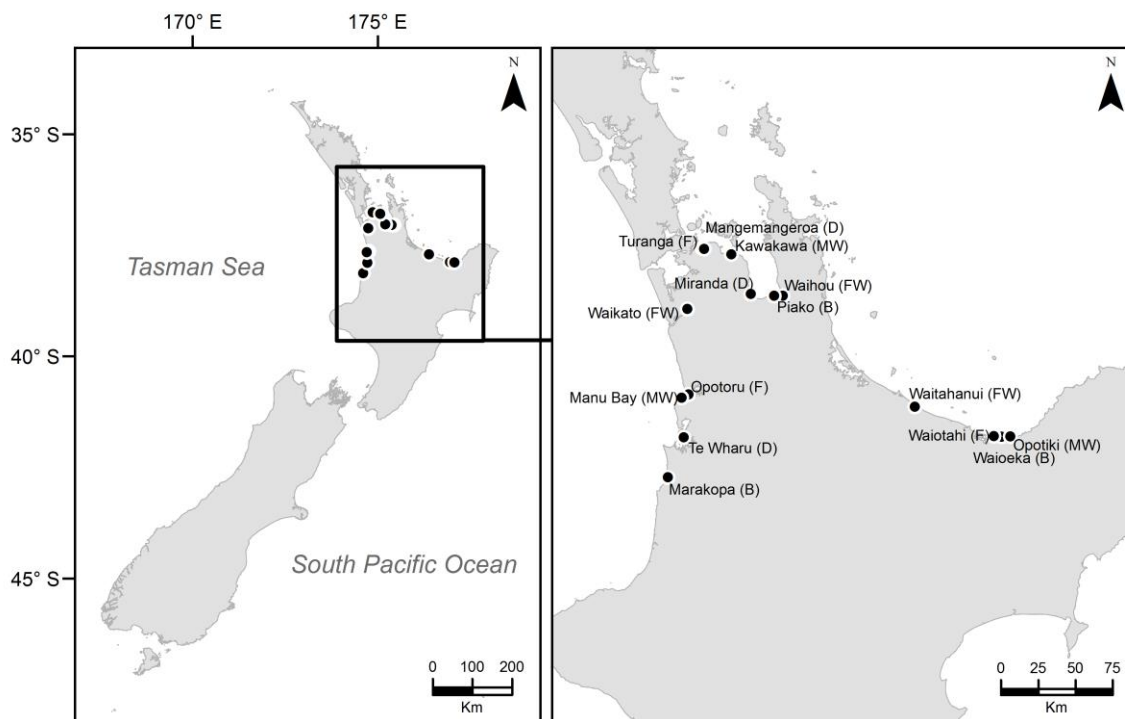 170° E
175° E
N
N
35° S
40° S
45° S
Tasman Sea
South Pacific Ocean
0 100 200
Km
Mangemangeroa (D)
Turanga (F)
Kawakawa (MW)
Miranda (D)
Waihou (FW)
Piako (B)
Waikato (FW)
Opotoru (F)
Manu Bay (MW)
Waitahanui (FW)
Te Wharu (D)
Waiotahi (F)
Opotiki (MW)
Waioeka (B)
Marakopa (B)
0 25 50 75
Km